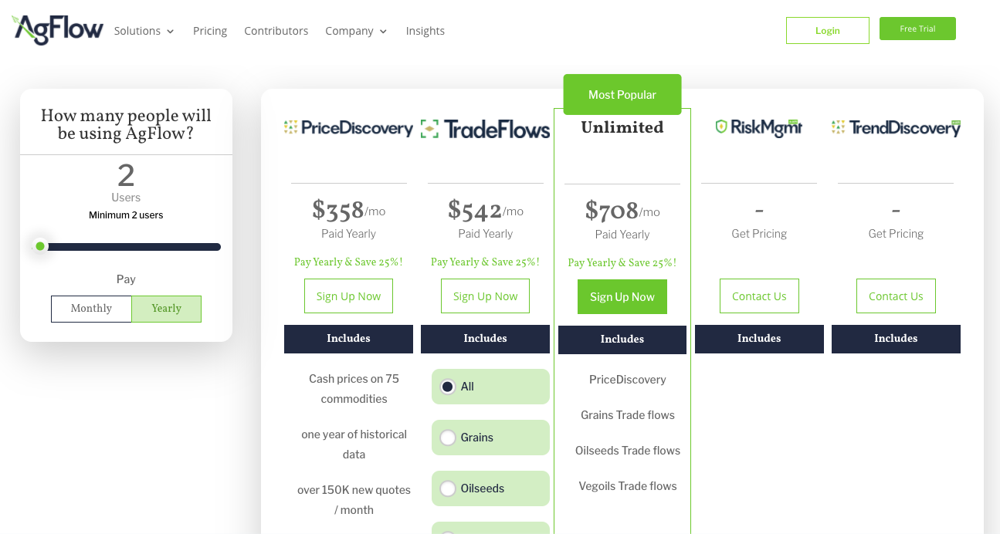 AgFlow
Solutions
Pricing
Contributors
Company
Insights
Login
Free Trial
How many people will
be using AgFlow?
2
Users
Minimum 2 users
Pay
Monthly
Yearly
PriceDiscovery
$358/mo
Paid Yearly
Pay Yearly & Save 25%!
Sign Up Now
Includes
Cash prices on 75
commodities
one year of historical
data
over 150K new quotes
/ month
TradeFlows
$542/mo
Paid Yearly
Pay Yearly & Save 25%!
Sign Up Now
Includes
All
Grains
Oilseeds
Most Popular
Unlimited
$708/mo
Paid Yearly
Pay Yearly & Save 25%!
Sign Up Now
Includes
PriceDiscovery
Grains Trade flows
Oilseeds Trade flows
Vegoils Trade flows
RiskMgmt
-
Get Pricing
Contact Us
Includes
TrendDiscovery
-
Get Pricing
Contact Us
Includes